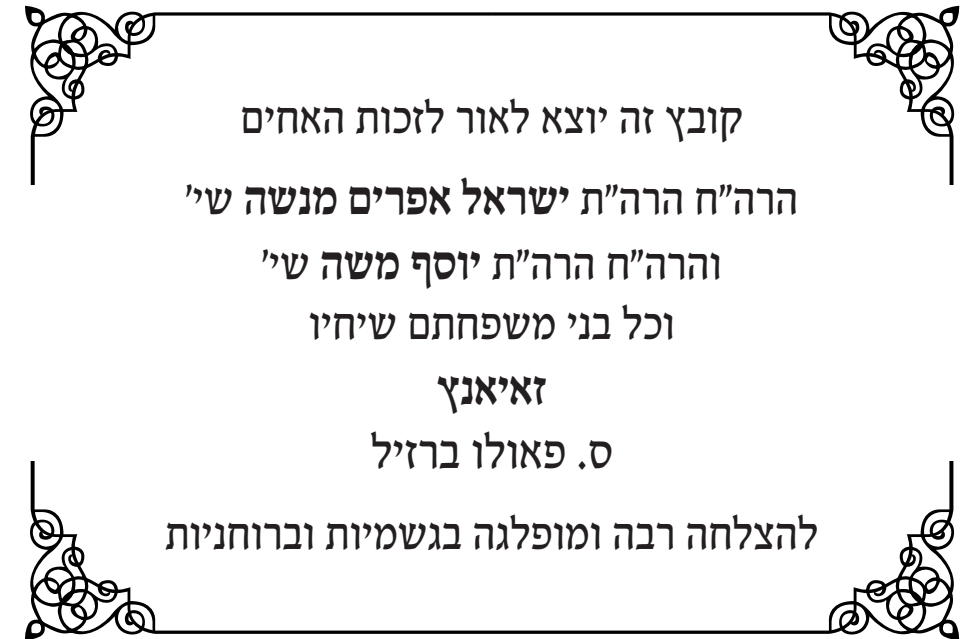 קובץ זה יוצא לאור לזכות האחים
הרה״ח הרה״ת ישראל אפרים מנשה שי׳
והרה״ח הרה״ת יוסף משה שי׳
וכל בני משפחתם שיחיו
זאיאנץ
ס. פאולו ברזיל
להצלחה רבה ומופלגה בגשמיות וברוחניות